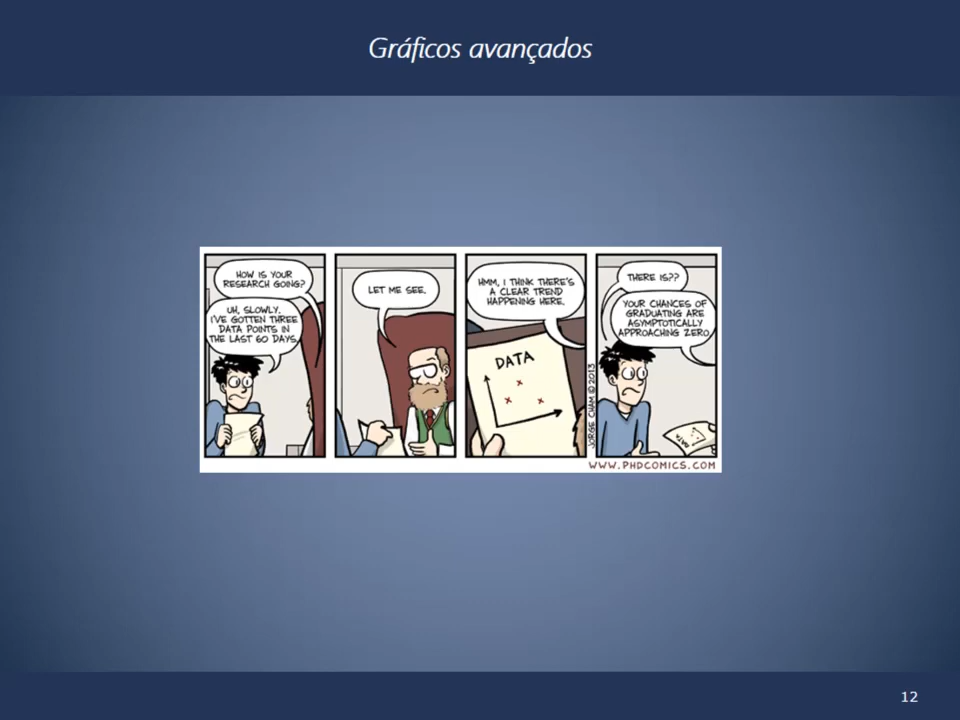 Gráficos avançados
HOW IS YOUR
RESEARCH GOING?
UH, SLOWLY.
I'VE GOTTEN THREE
DATA POINTS IN
THE LAST 60 DAYS.
LET ME SEE.
HMM, I THINK THERE'S
A CLEAR TREND
HAPPENING HERE.
DATA
JORGE CHAM © 2013
THERE IS??
YOUR CHANCES OF
GRADUATING ARE
ASYMPTOTICALLY
APPROACHING ZERO.
DATA
WWW.PHDCOMICS.COM
12